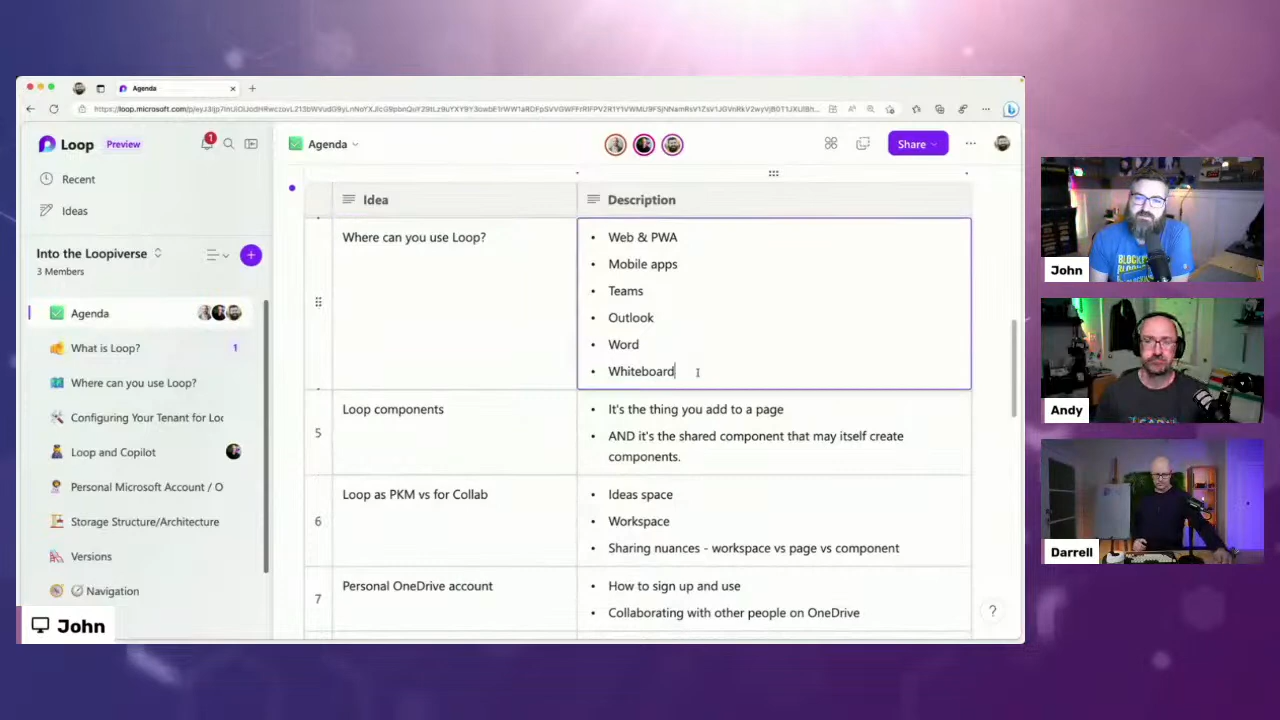 Agenda
Loop Preview
1
Agenda
Share
Recent
Ideas
Into the Loopiverse
3 Members
Agenda
What is Loop?
1
Where can you use Loop?
Configuring Your Tenant for Loc
Loop and Copilot
Personal Microsoft Account / O
Storage Structure/Architecture
Versions
Navigation
Idea
Description
Where can you use Loop?
• Web & PWA
• Mobile apps
• Teams
• Outlook
• Word
• Whiteboard
5
Loop components
• It's the thing you add to a page
• AND it's the shared component that may itself create
components.
6
Loop as PKM vs for Collab
• Ideas space
• Workspace
• Sharing nuances - workspace vs page vs component
7
Personal OneDrive account
• How to sign up and use
• Collaborating with other people on OneDrive
?
John
John
Andy
Darrell